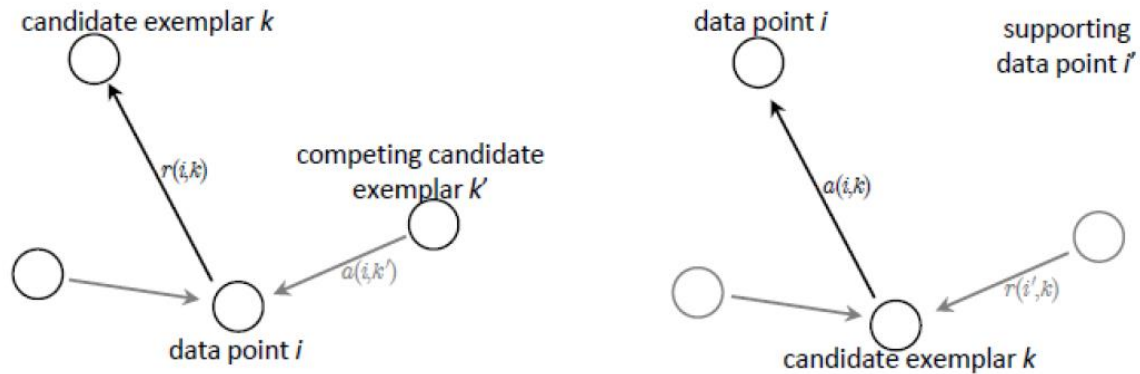 candidate exemplar k
r(i,k)
competing candidate
exemplar k'
a(i,k')
data point i
data point i
supporting
data point i'
a(i,k)
r(i',k)
candidate exemplar k